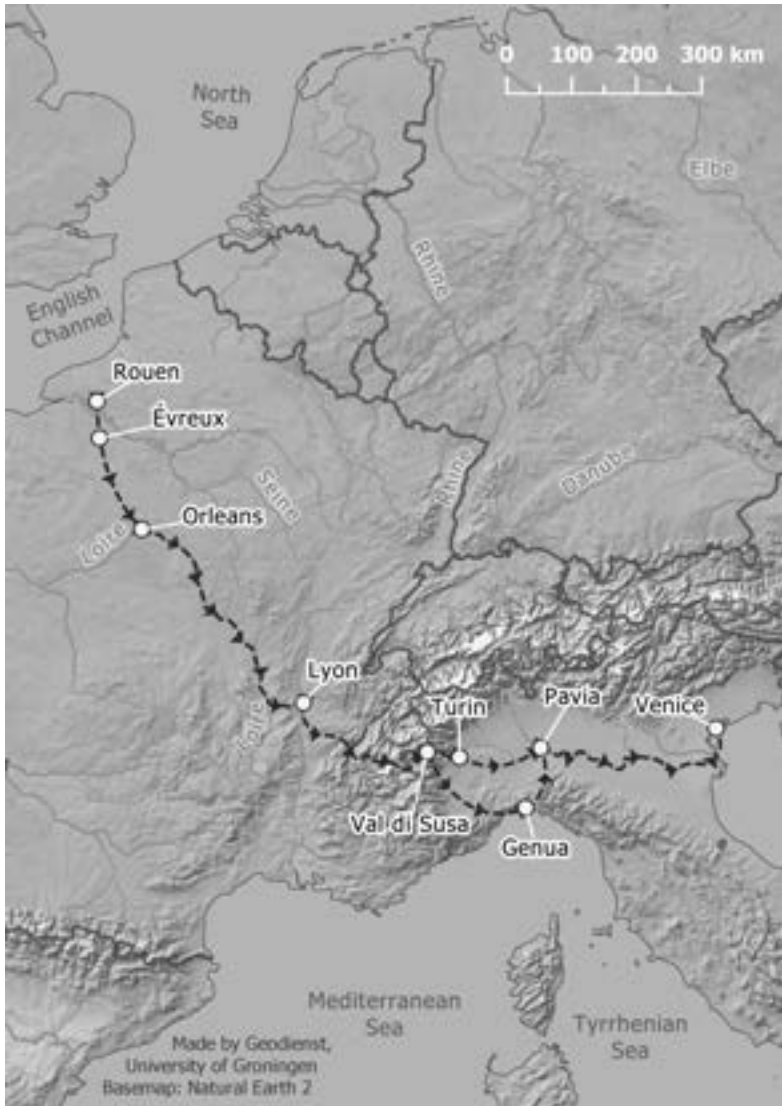 0 100 200 300 km
North
Sea
Elbe
Rhine
English
Channel
Rouen
Évreux
Seine
Rhine
Danube
Orleans
Loire
Lyon
Loire
Turin
Pavia
Venice
Val di Susa
Genua
Mediterranean
Sea
Tyrrhenian
Sea
Made by Geodienst,
University of Groningen
Basemap: Natural Earth 2